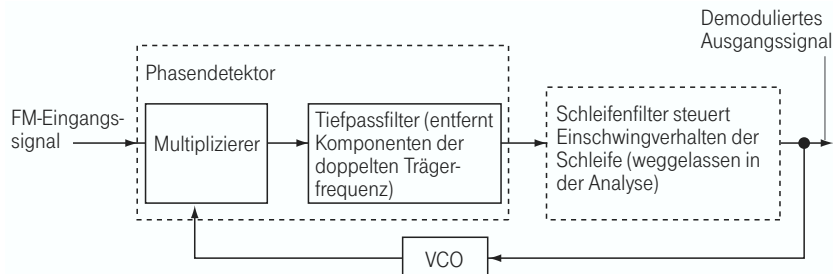 Demoduliertes
Ausgangssignal
Phasendetektor
FM-Eingangs-
signal
Multiplizierer
Tiefpassfilter (entfernt
Komponenten der
doppelten Träger-
frequenz)
Schleifenfilter steuert
Einschwingverhalten der
Schleife (weggelassen in
der Analyse)
VCO